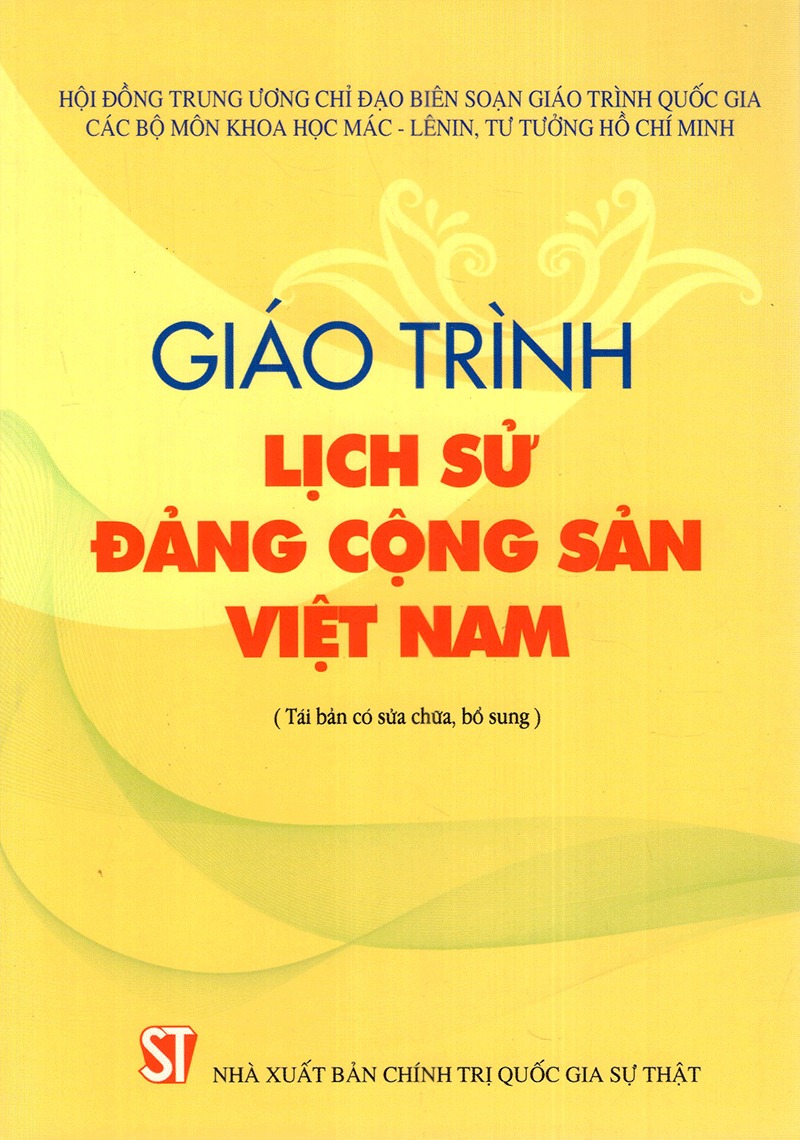 HỘI ĐỒNG TRUNG ƯƠNG CHỈ ĐẠO BIÊN SOẠN GIÁO TRÌNH QUỐC GIA
CÁC BỘ MÔN KHOA HỌC MÁC - LÊNIN, TƯ TƯỞNG HỒ CHÍ MINH
GIÁO TRÌNH
LỊCH SỬ
ĐẢNG CỘNG SẢN
VIỆT NAM
( Tái bản có sửa chữa, bổ sung )
ST
NHÀ XUẤT BẢN CHÍNH TRỊ QUỐC GIA SỰ THẬT